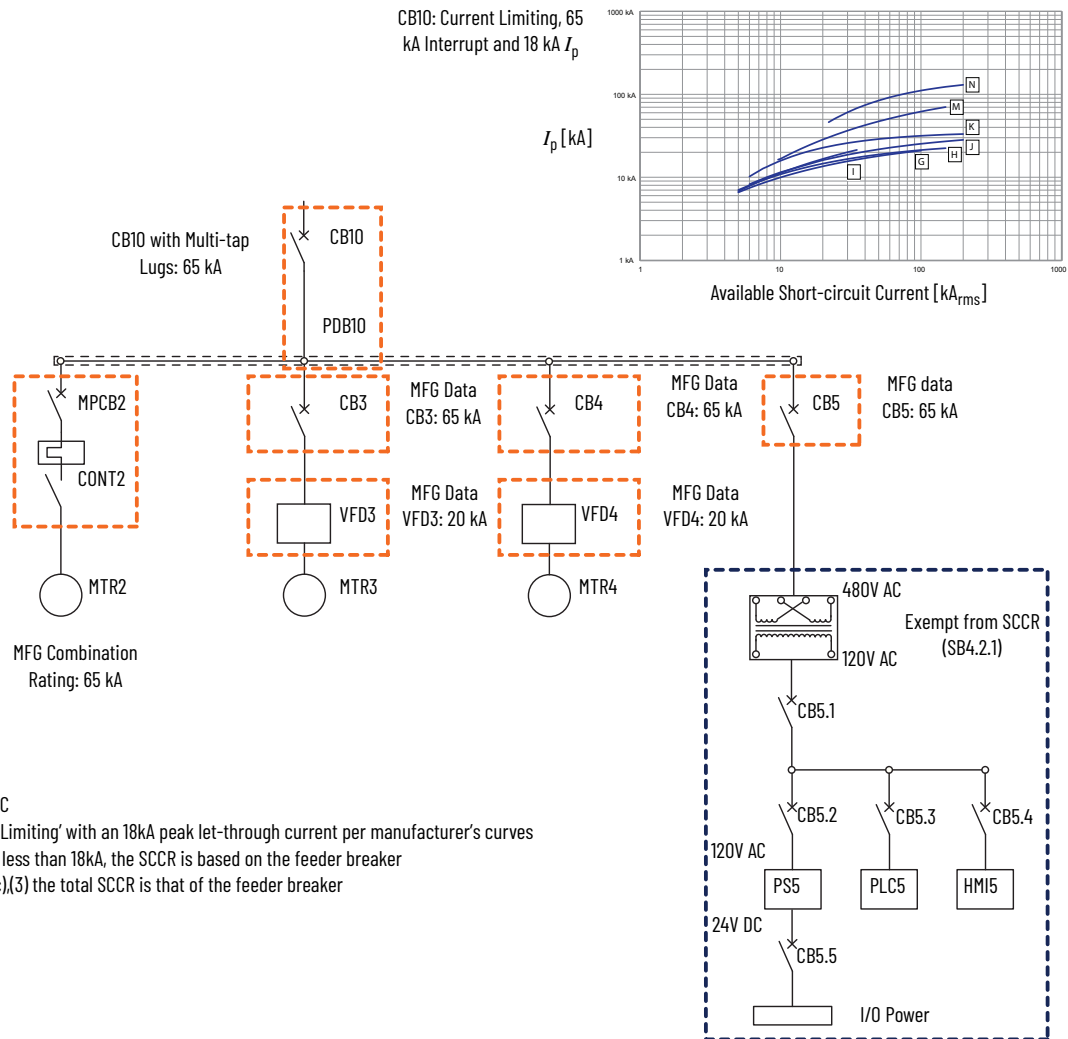 CB10: Current Limiting, 65
kA Interrupt and 18 kA Ip
1000 kA
100 kA
10 kA
1 kA
Ip [kA]
N
M
K
J
H
G
I
1
10
100
1000
Available Short-circuit Current [kArms]
CB10 with Multi-tap
Lugs: 65 kA
CB10
PDB10
MPCB2
CONT2
MTR2
MFG Combination
Rating: 65 kA
CB3
MFG Data
CB3: 65 kA
VFD3
MFG Data
VFD3: 20 kA
MTR3
CB4
MFG Data
CB4: 65 kA
VFD4
MFG Data
VFD4: 20 kA
MTR4
CB5
MFG data
CB5: 65 kA
480V AC
120V AC
Exempt from SCCR
(SB4.2.1)
CB5.1
CB5.2
CB5.3
CB5.4
120V AC
PS5
PLC5
HMI5
24V DC
CB5.5
I/O Power
C
Limiting' with an 18kA peak let-through current per manufacturer's curves
less than 18kA, the SCCR is based on the feeder breaker
),(3) the total SCCR is that of the feeder breaker